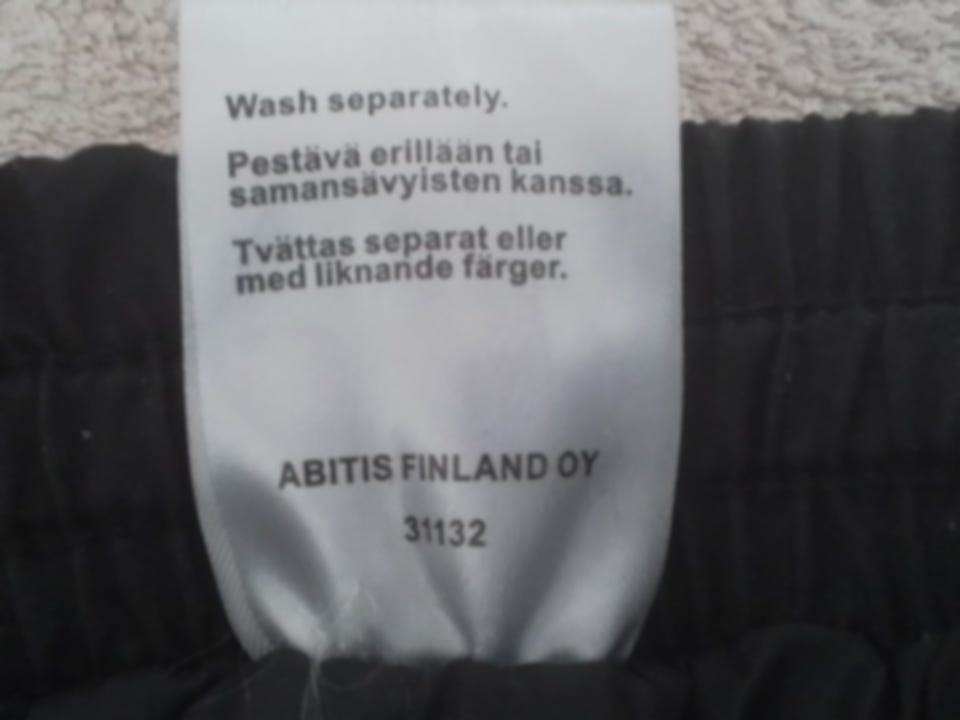 Wash separately.
Pestävä erillään tai
samansävyisten kanssa.
Tvättas separat eller
med liknande färger.
ABITIS FINLAND OY
31132